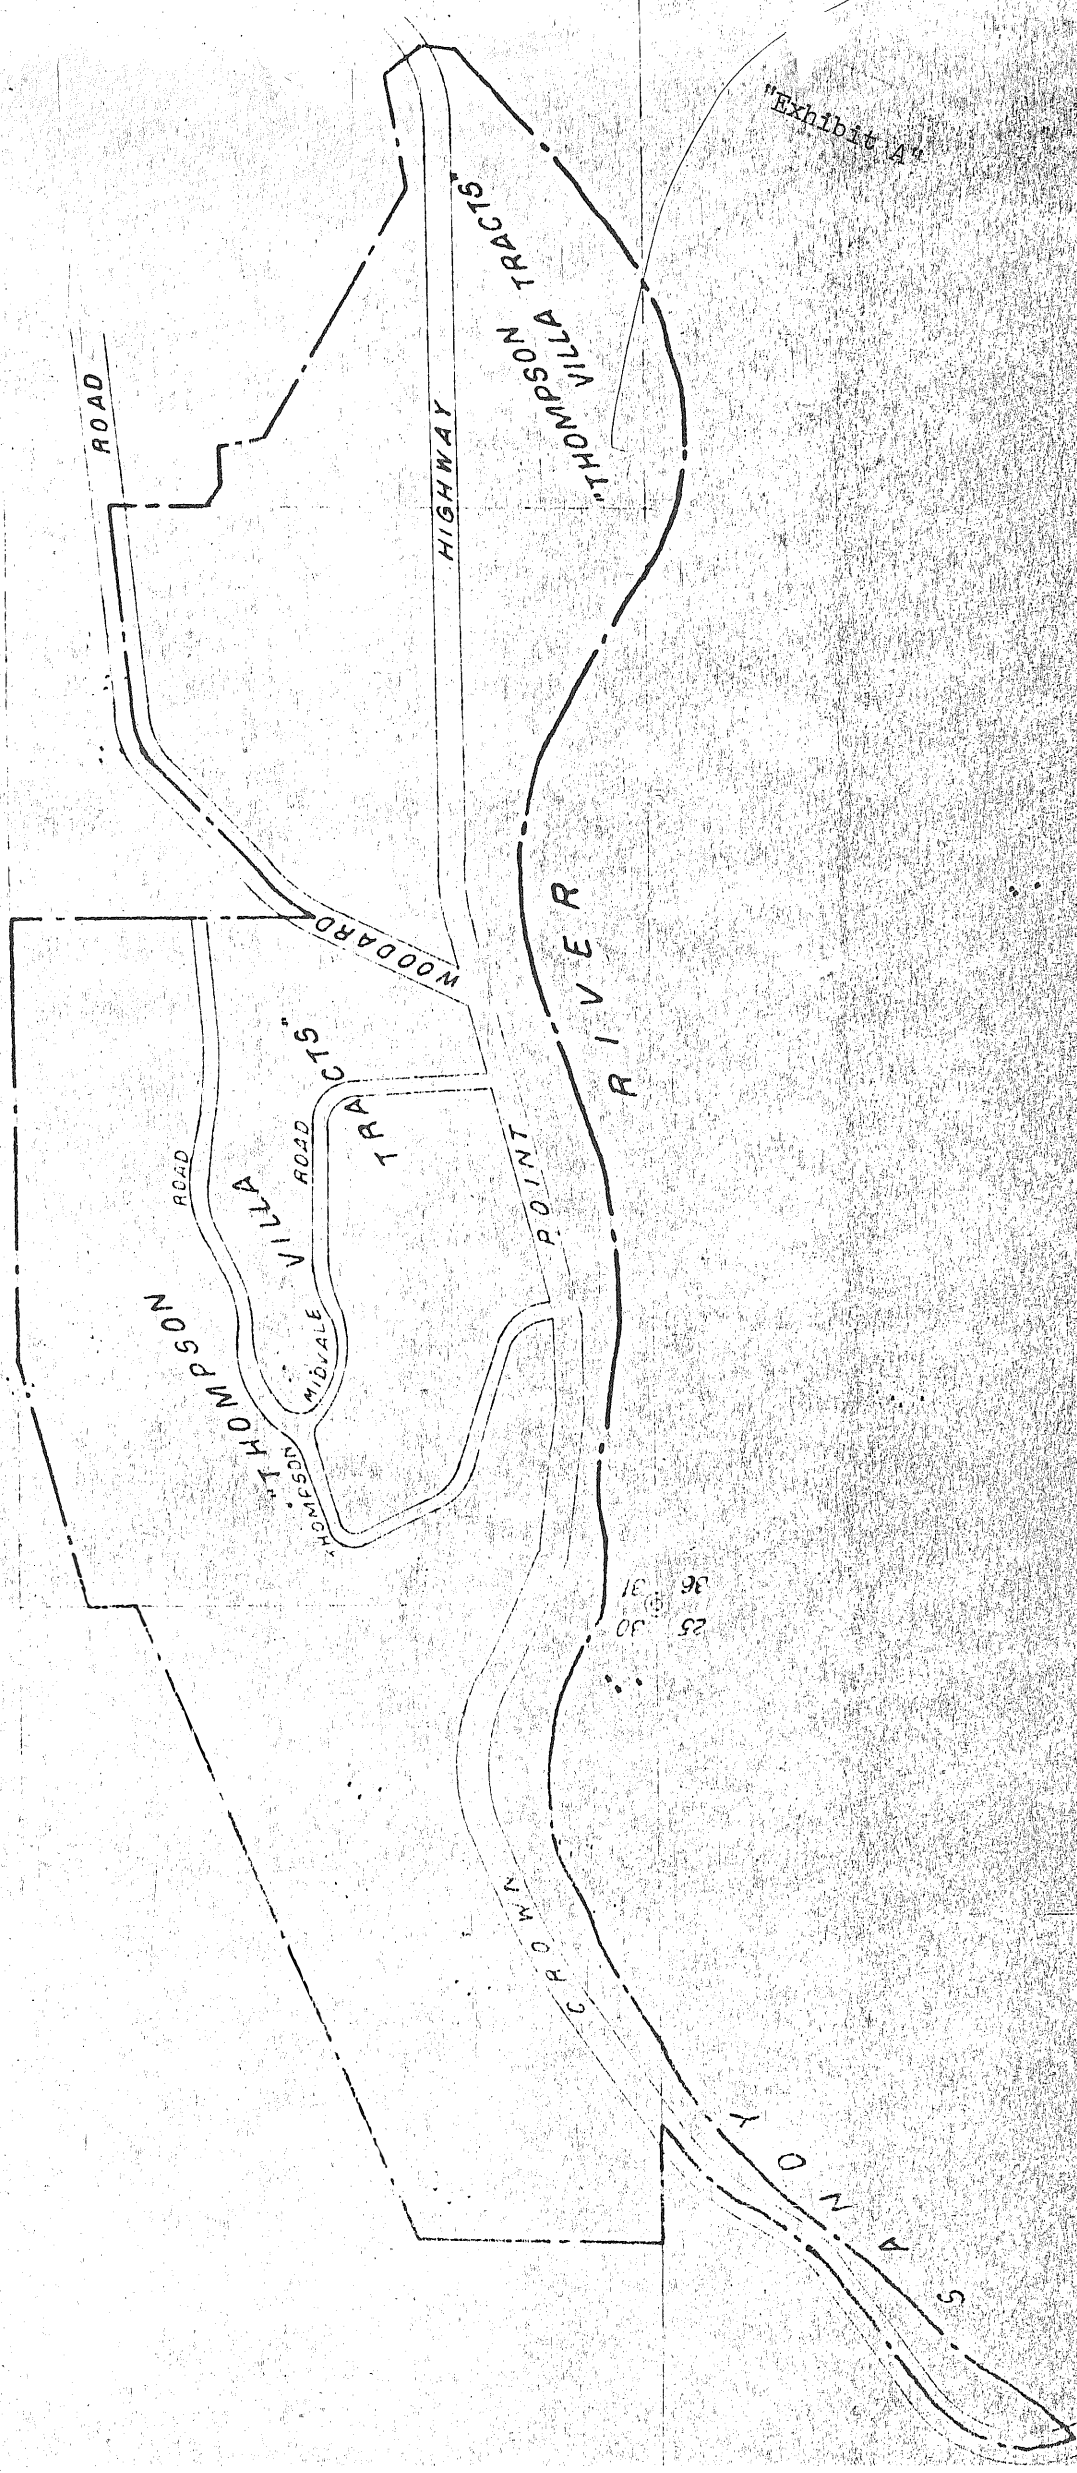 "Exhibit A"
ROAD
HIGHWAY
"THOMPSON
VILLA TRACTS"
WOODARD
ROAD
"THOMPSON
VILLA
TRACTS"
ROAD
MIDVALE
THOMPSON
POINT
CROWN
SANDY
RIVER
36 31
25 30